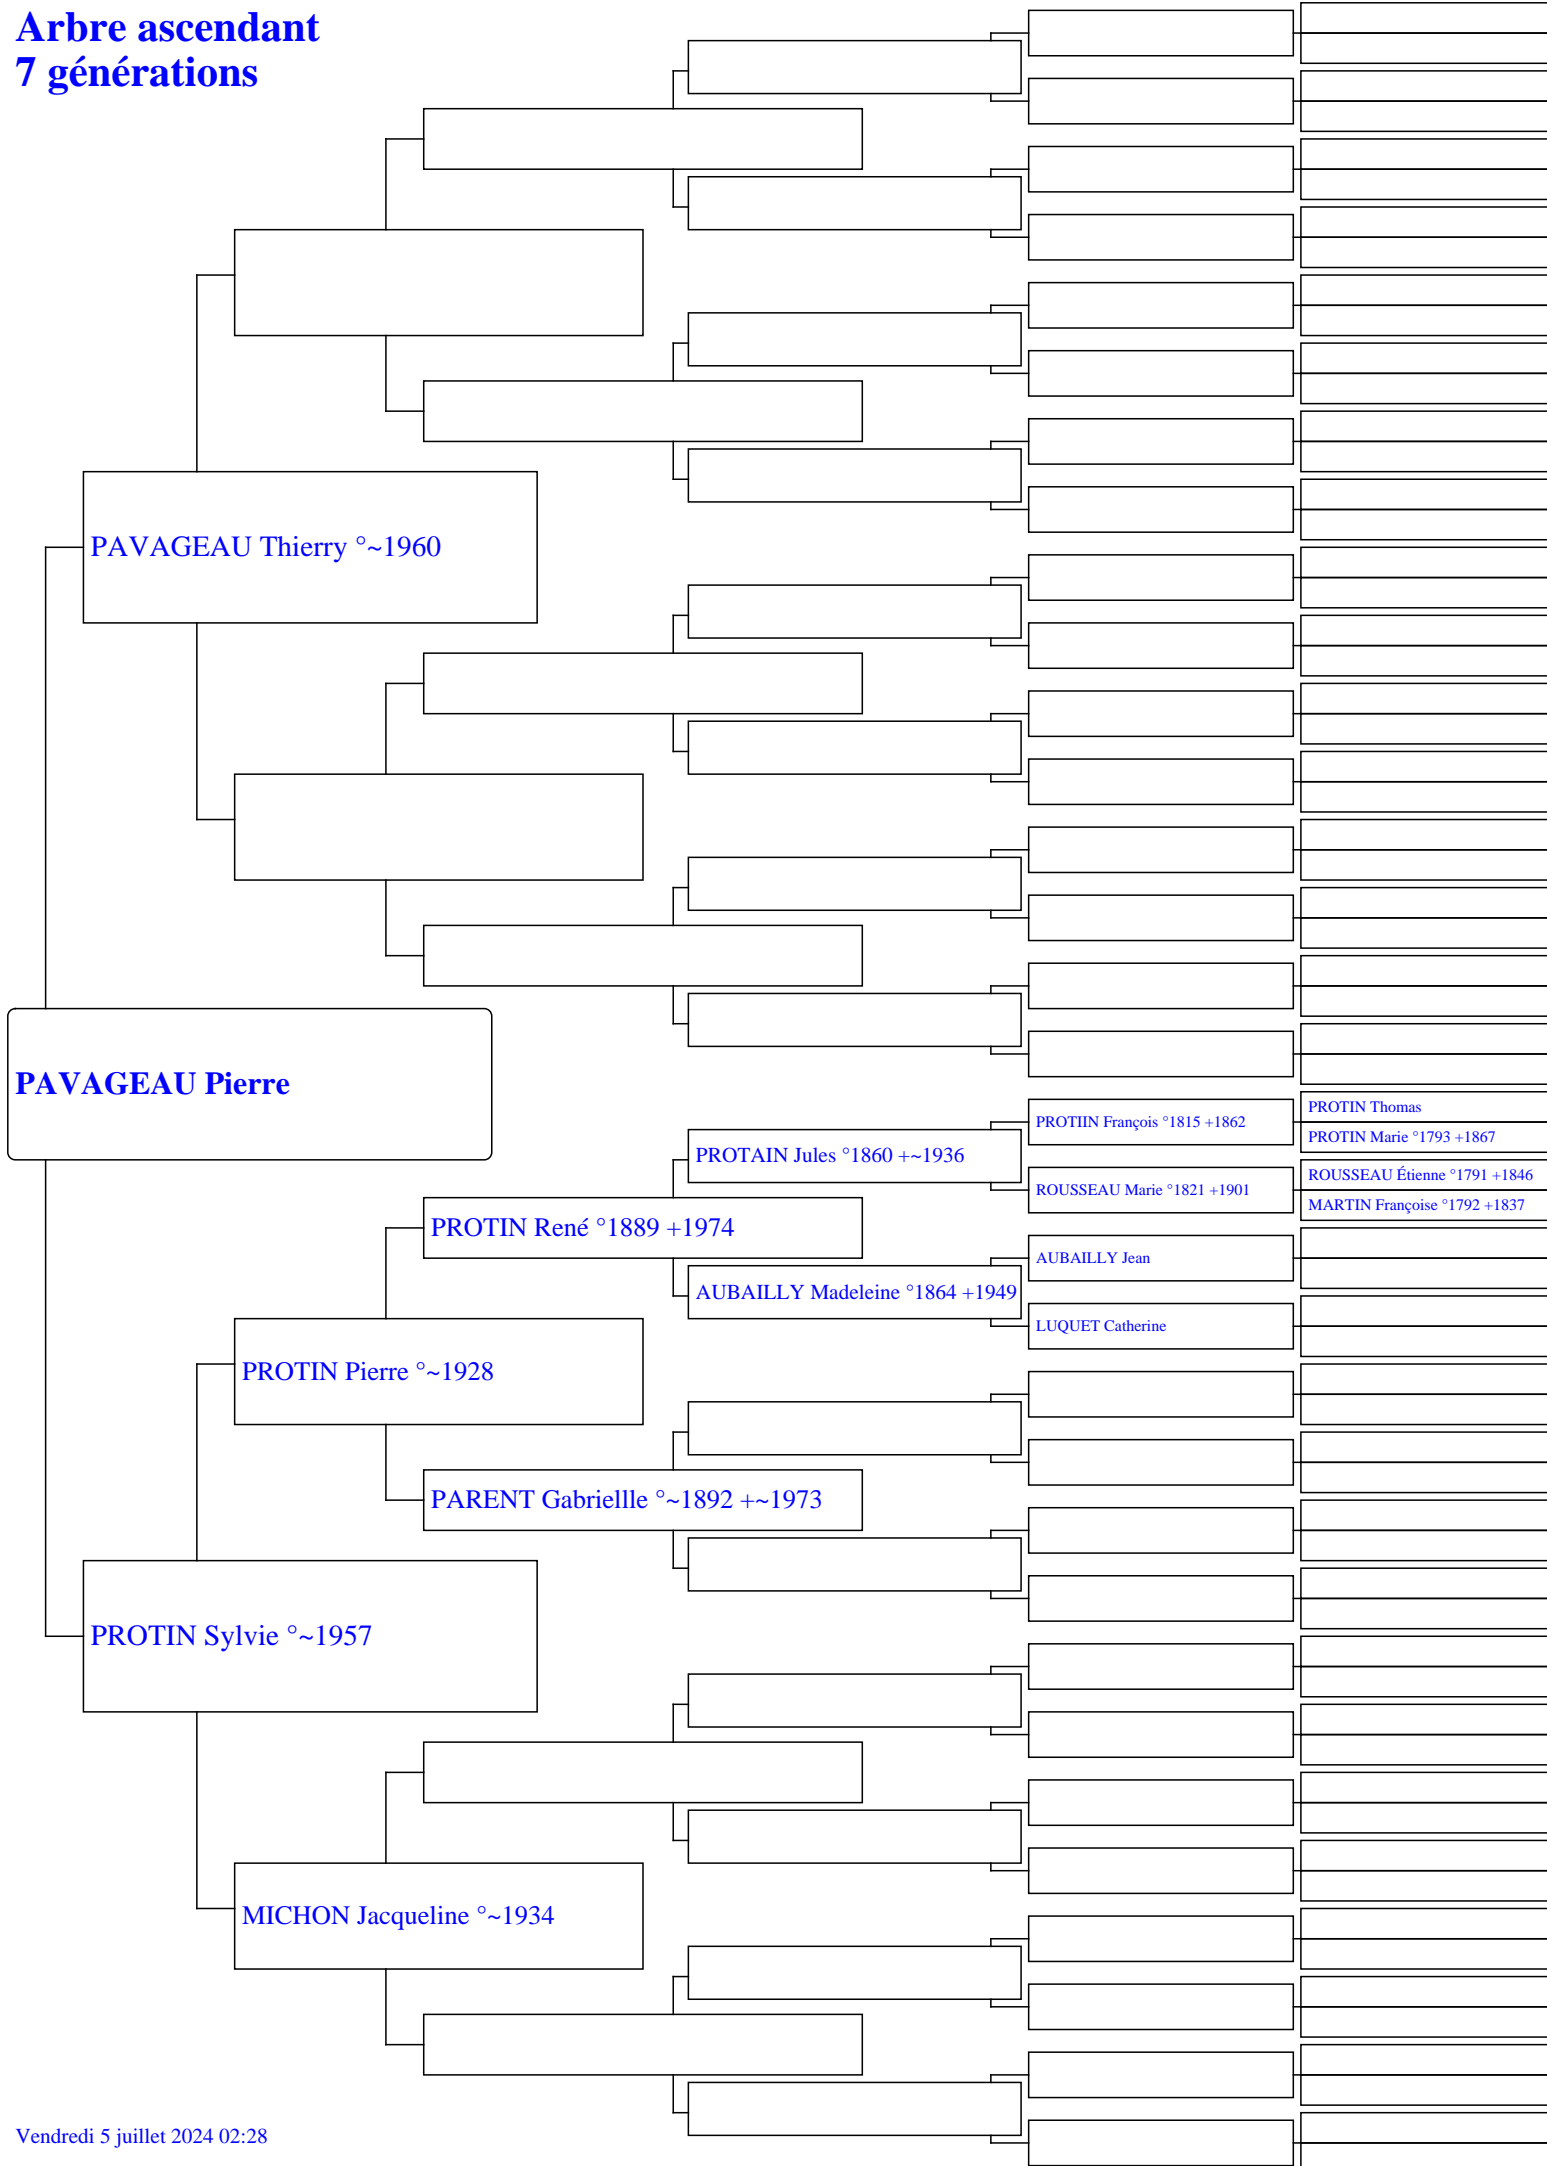 Arbre ascendant
7 générations
PAVAGEAU Thierry °~1960
PAVAGEAU Pierre
PROTIN Thomas
PROTIIN François °1815 +1862
PROTIN Marie °1793 +1867
PROTAIN Jules °1860 +~1936
ROUSSEAU Étienne °1791 +1846
ROUSSEAU Marie °1821 +1901
MARTIN Françoise °1792 +1837
PROTIN René °1889 +1974
AUBAILLY Jean
AUBAILLY Madeleine °1864 +1949
LUQUET Catherine
PROTIN Pierre °~1928
PARENT Gabriellle °~1892 +~1973
PROTIN Sylvie °~1957
MICHON Jacqueline °~1934
Vendredi 5 juillet 2024 02:28